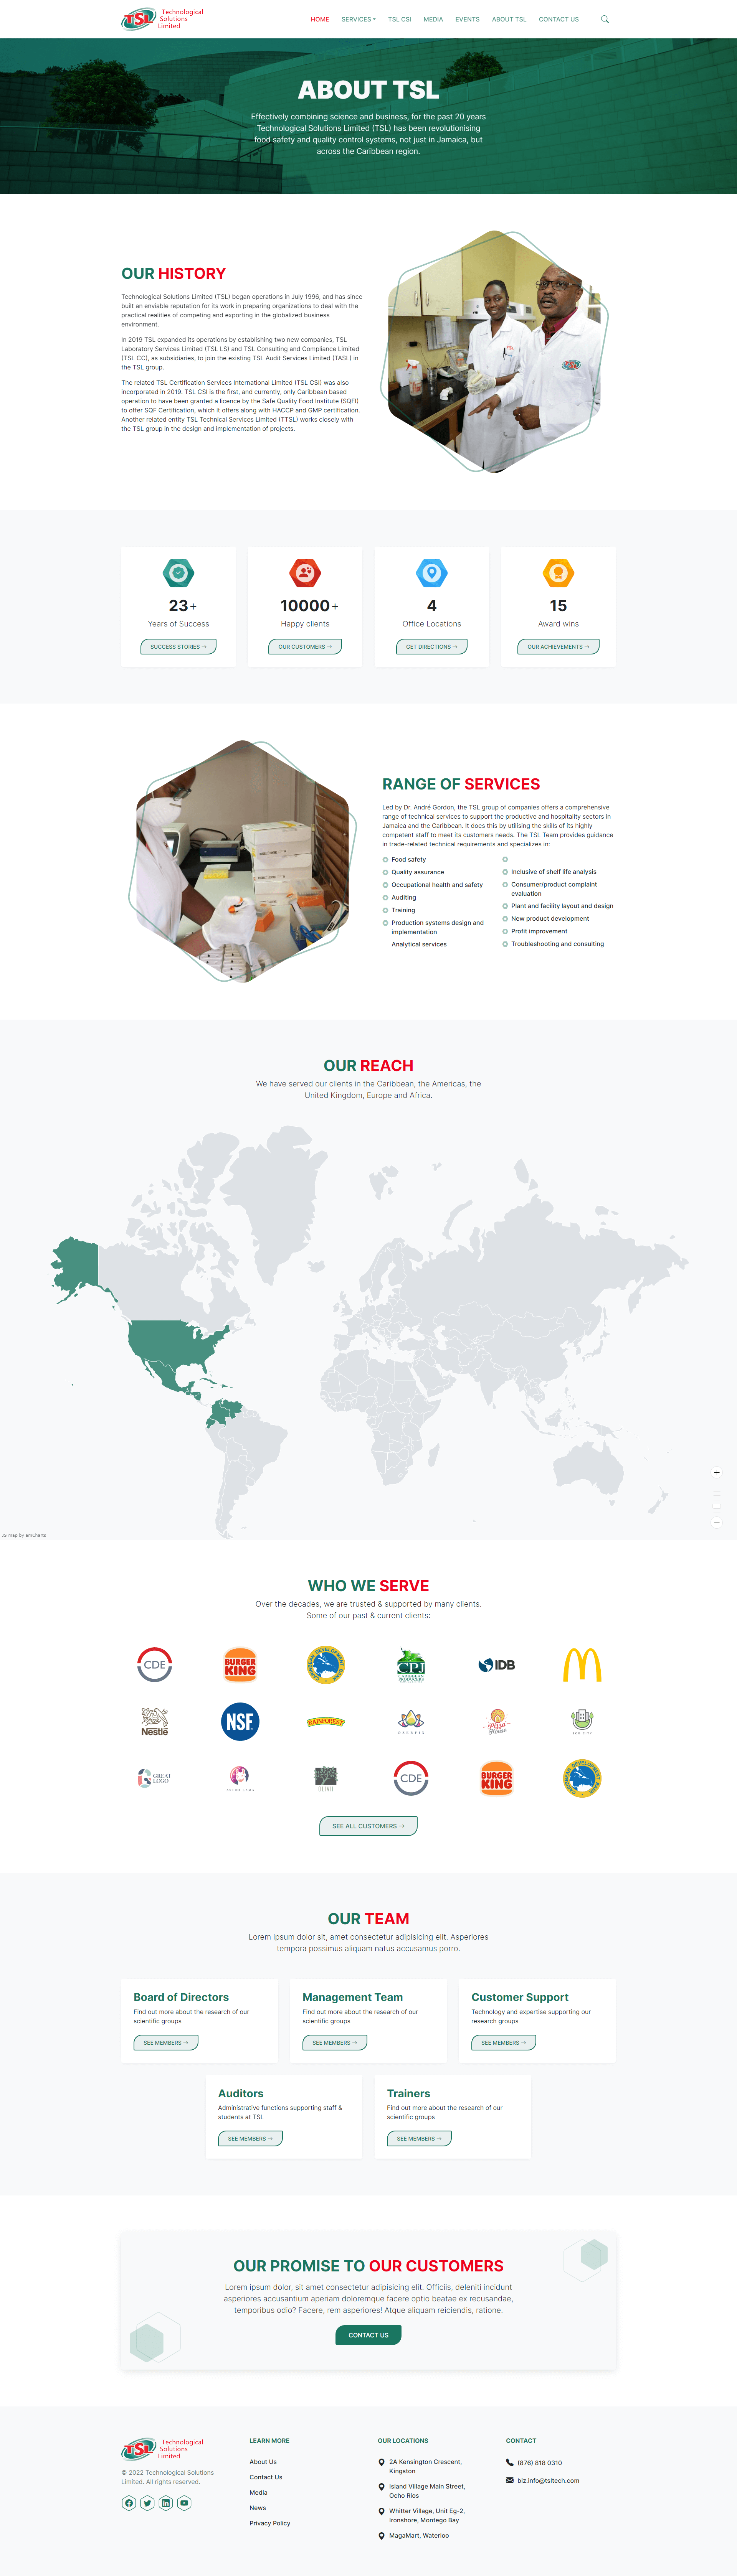 TSL Technological
Solutions
Limited
HOME SERVICES TSL CSI MEDIA EVENTS ABOUT TSL CONTACT US
ABOUT TSL
Effectively combining science and business, for the past 20 years
Technological Solutions Limited (TSL) has been revolutionising
food safety and quality control systems, not just in Jamaica, but
across the Caribbean region.
OUR HISTORY
Technological Solutions Limited (TSL) began operations in July 1996, and has since
built an enviable reputation for its work in preparing organizations to deal with the
practical realities of competing and exporting in the globalized business
environment.
In 2019 TSL expanded its operations by establishing two new companies, TSL
Laboratory Services Limited (TSL LS) and TSL Consulting and Compliance Limited
(TSL CC), as subsidiaries, to join the existing TSL Audit Services Limited (TASL) in
the TSL group.
The related TSL Certification Services International Limited (TSL CSI) was also
incorporated in 2019. TSL CSI is the first, and currently, only Caribbean based
operation to have been granted a licence by the Safe Quality Food Institute (SQFI)
to offer SQF Certification, which it offers along with HACCP and GMP certification.
Another related entity TSL Technical Services Limited (TTSL) works closely with
the TSL group in the design and implementation of projects.
23+
Years of Success
SUCCESS STORIES →
10000+
Happy clients
OUR CUSTOMERS →
4
Office Locations
GET DIRECTIONS →
15
Award wins
OUR ACHIEVEMENTS →
RANGE OF SERVICES
Led by Dr. André Gordon, the TSL group of companies offers a comprehensive
range of technical services to support the productive and hospitality sectors in
Jamaica and the Caribbean. It does this by utilising the skills of its highly
competent staff to meet its customers needs. The TSL Team provides guidance
in trade-related technical requirements and specializes in:
Food safety
Quality assurance
Occupational health and safety
Auditing
Training
Production systems design and
implementation
Analytical services
Inclusive of shelf life analysis
Consumer/product complaint
evaluation
Plant and facility layout and design
New product development
Profit improvement
Troubleshooting and consulting
OUR REACH
We have served our clients in the Caribbean, the Americas, the
United Kingdom, Europe and Africa.
JS map by amCharts
WHO WE SERVE
Over the decades, we are trusted & supported by many clients.
Some of our past & current clients:
CDE
BURGER
KING
CARIBBEAN DEVELOPMENT BANK
CPJ
CARIBBEAN
PRODUCERS
IDB
Nestlé
NSF
RAINFOREST
Pizza
House
GREAT
LOGO
CDE
BURGER
KING
CARIBBEAN DEVELOPMENT BANK
SEE ALL CUSTOMERS →
OUR TEAM
Lorem ipsum dolor sit, amet consectetur adipisicing elit. Asperiores
tempora possimus aliquam natus accusamus porro.
Board of Directors
Find out more about the research of our
scientific groups
SEE MEMBERS →
Management Team
Find out more about the research of our
scientific groups
SEE MEMBERS →
Customer Support
Technology and expertise supporting our
research groups
SEE MEMBERS →
Auditors
Administrative functions supporting staff &
students at TSL
SEE MEMBERS →
Trainers
Find out more about the research of our
scientific groups
SEE MEMBERS →
OUR PROMISE TO OUR CUSTOMERS
Lorem ipsum dolor, sit amet consectetur adipisicing elit. Officiis, deleniti incidunt
asperiores accusantium aperiam doloremque facere optio beatae ex recusandae,
temporibus odio? Facere, rem asperiores! Atque aliquam reiciendis, ratione.
CONTACT US
TSL Technological
Solutions
Limited
© 2022 Technological Solutions
Limited. All rights reserved.
LEARN MORE
About Us
Contact Us
Media
News
Privacy Policy
OUR LOCATIONS
2A Kensington Crescent,
Kingston
Island Village Main Street,
Ocho Rios
Whitter Village, Unit Eg-2,
Ironshore, Montego Bay
MagaMart, Waterloo
CONTACT
(876) 818 0310
biz.info@tsltech.com